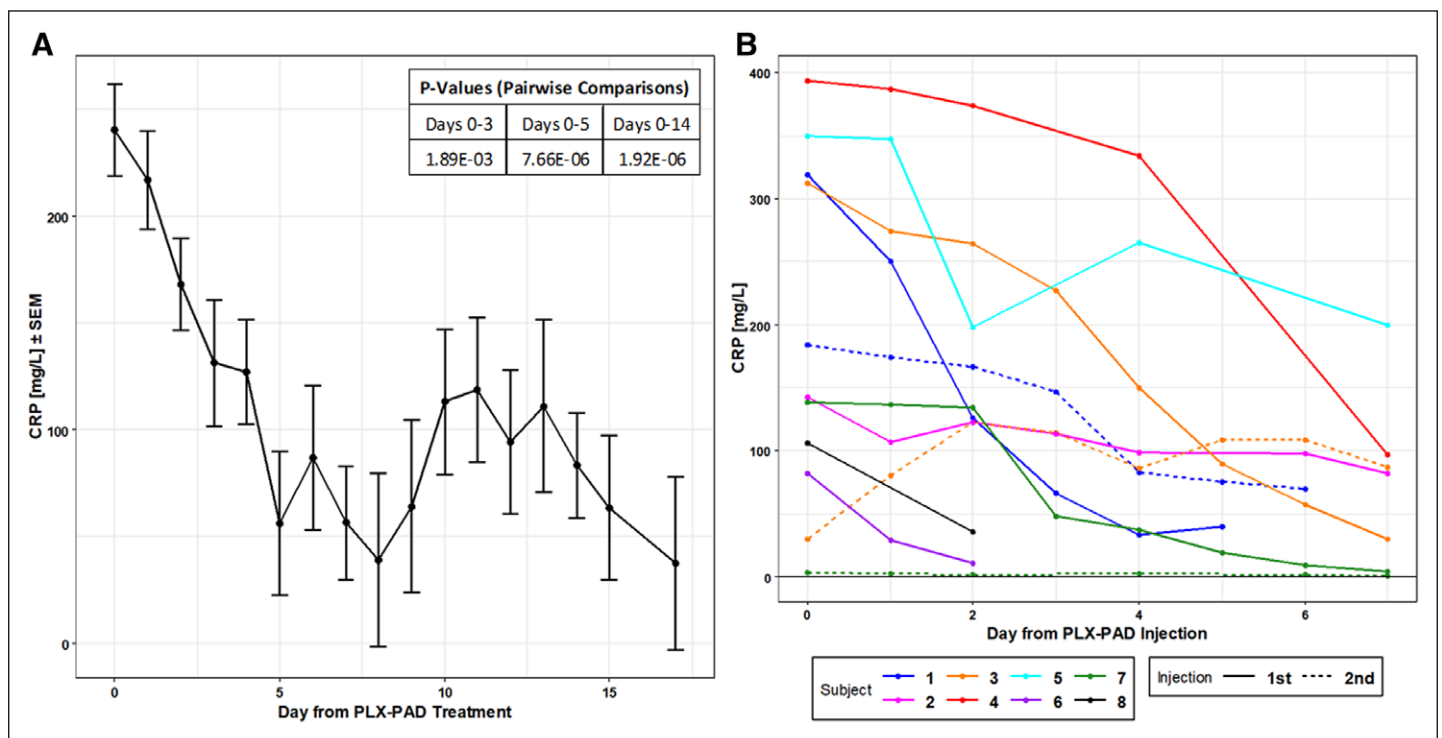 A
CRP [mg/L] ± SEM
200
100
0
0 5 10 15
Day from PLX-PAD Treatment
P-Values (Pairwise Comparisons)
Days 0-3 Days 0-5 Days 0-14
1.89E-03 7.66E-06 1.92E-06
B
CRP [mg/L]
400
300
200
100
0
0 2 4 6
Day from PLX-PAD Injection
Subject 1 3 5 7
2 4 6 8
Injection 1st 2nd